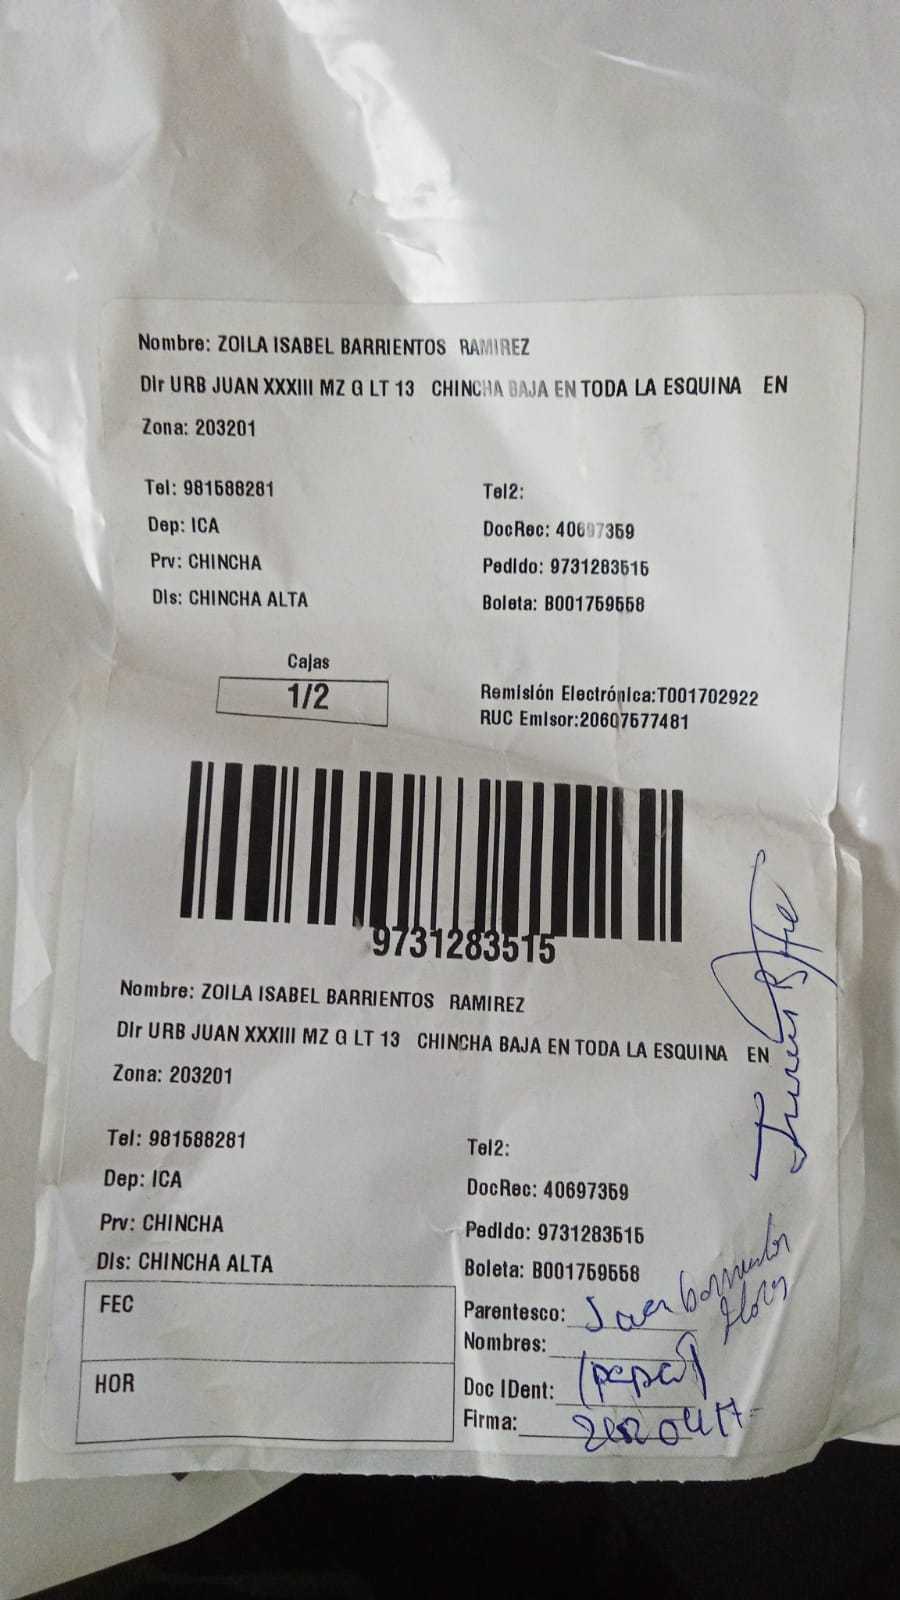 Nombre: ZOILA ISABEL BARRIENTOS RAMIREZ
Dir URB JUAN XXXIII MZ G LT 13 CHINCHA BAJA EN TODA LA ESQUINA EN
Zona: 203201
Tel: 981588281
Tel2:
Dep: ICA
DocRec: 40697359
Prv: CHINCHA
Pedido: 9731283515
Dis: CHINCHA ALTA
Boleta: B001759558
Cajas
1/2
Remisión Electrónica:T001702922
RUC Emisor:20607577481
9731283515
Nombre: ZOILA ISABEL BARRIENTOS RAMIREZ
Dir URB JUAN XXXIII MZ G LT 13 CHINCHA BAJA EN TODA LA ESQUINA EN
Zona: 203201
Tel: 981588281
Tel2:
Dep: ICA
DocRec: 40697359
Prv: CHINCHA
Pedido: 9731283515
Dis: CHINCHA ALTA
Boleta: B001759558
FEC
Parentesco: Juan Barrientos
Nombres:
HOR
Doc IDent: (papa)
Firma: